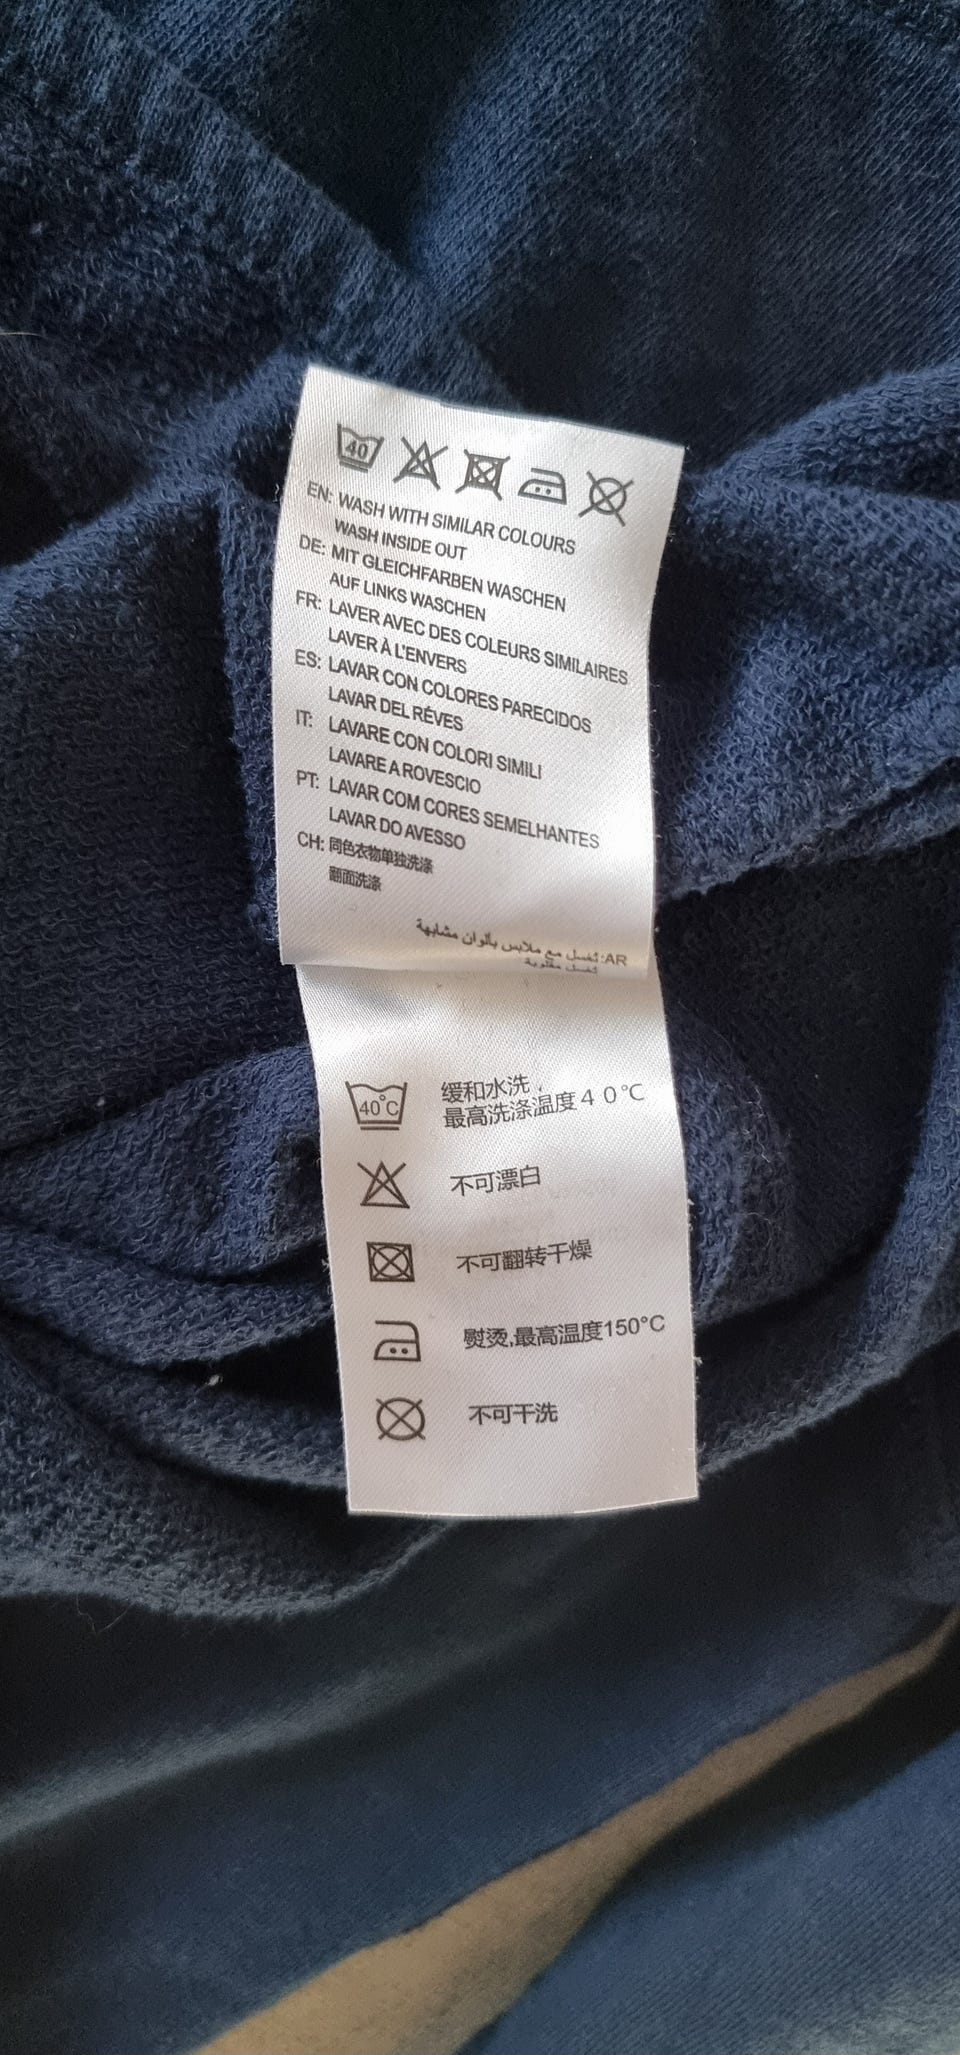 40
EN: WASH WITH SIMILAR COLOURS
WASH INSIDE OUT
DE: MIT GLEICHFARBEN WASCHEN
AUF LINKS WASCHEN
FR: LAVER AVEC DES COLEURS SIMILAIRES
LAVER À L'ENVERS
ES: LAVAR CON COLORES PARECIDOS
LAVAR DEL RÉVES
IT: LAVARE CON COLORI SIMILI
LAVARE A ROVESCIO
PT: LAVAR COM CORES SEMELHANTES
LAVAR DO AVESSO
CH: 同色衣物单独洗涤
翻面洗涤
AR: تغسل مع ملابس بألوان مشابهة
تغسل مقلوبة
40°C 缓和水洗,
最高洗涤温度40℃
不可漂白
不可翻转干燥
熨烫,最高温度150°C
不可干洗